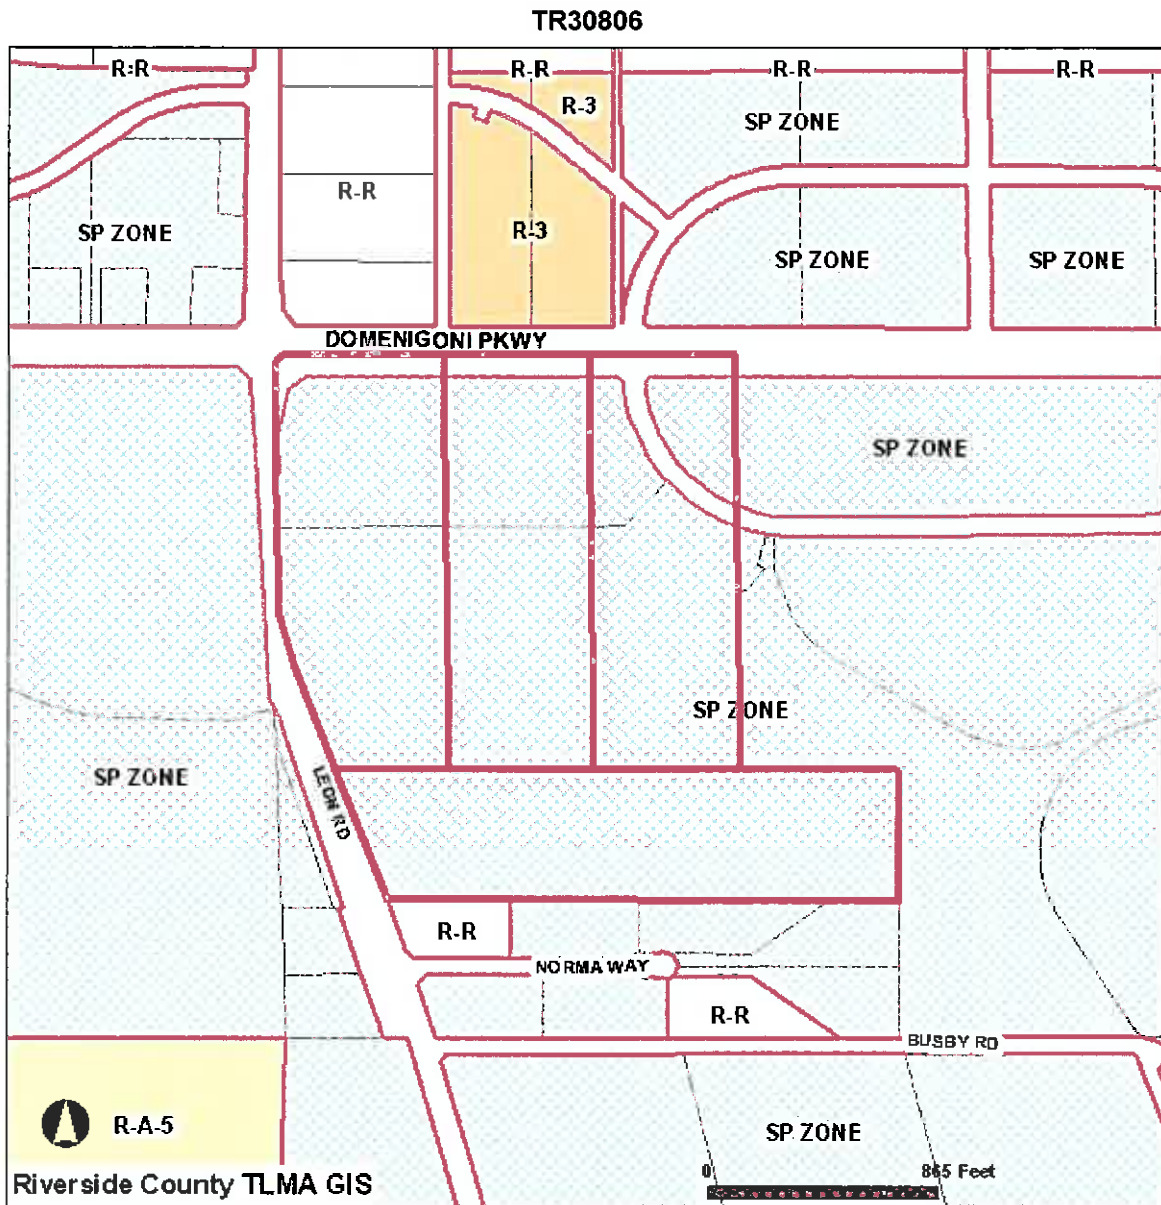 TR30806
R-R
R-R
R-R
R-R
R-3
SP ZONE
R-R
SP ZONE
R-3
SP ZONE
SP ZONE
DOMENIGONI PKWY
SP ZONE
SP ZONE
SP ZONE
LEON RD
R-R
NORMA WAY
R-R
BUSBY RD
R-A-5
SP ZONE
0 865 Feet
Riverside County TLMA GIS